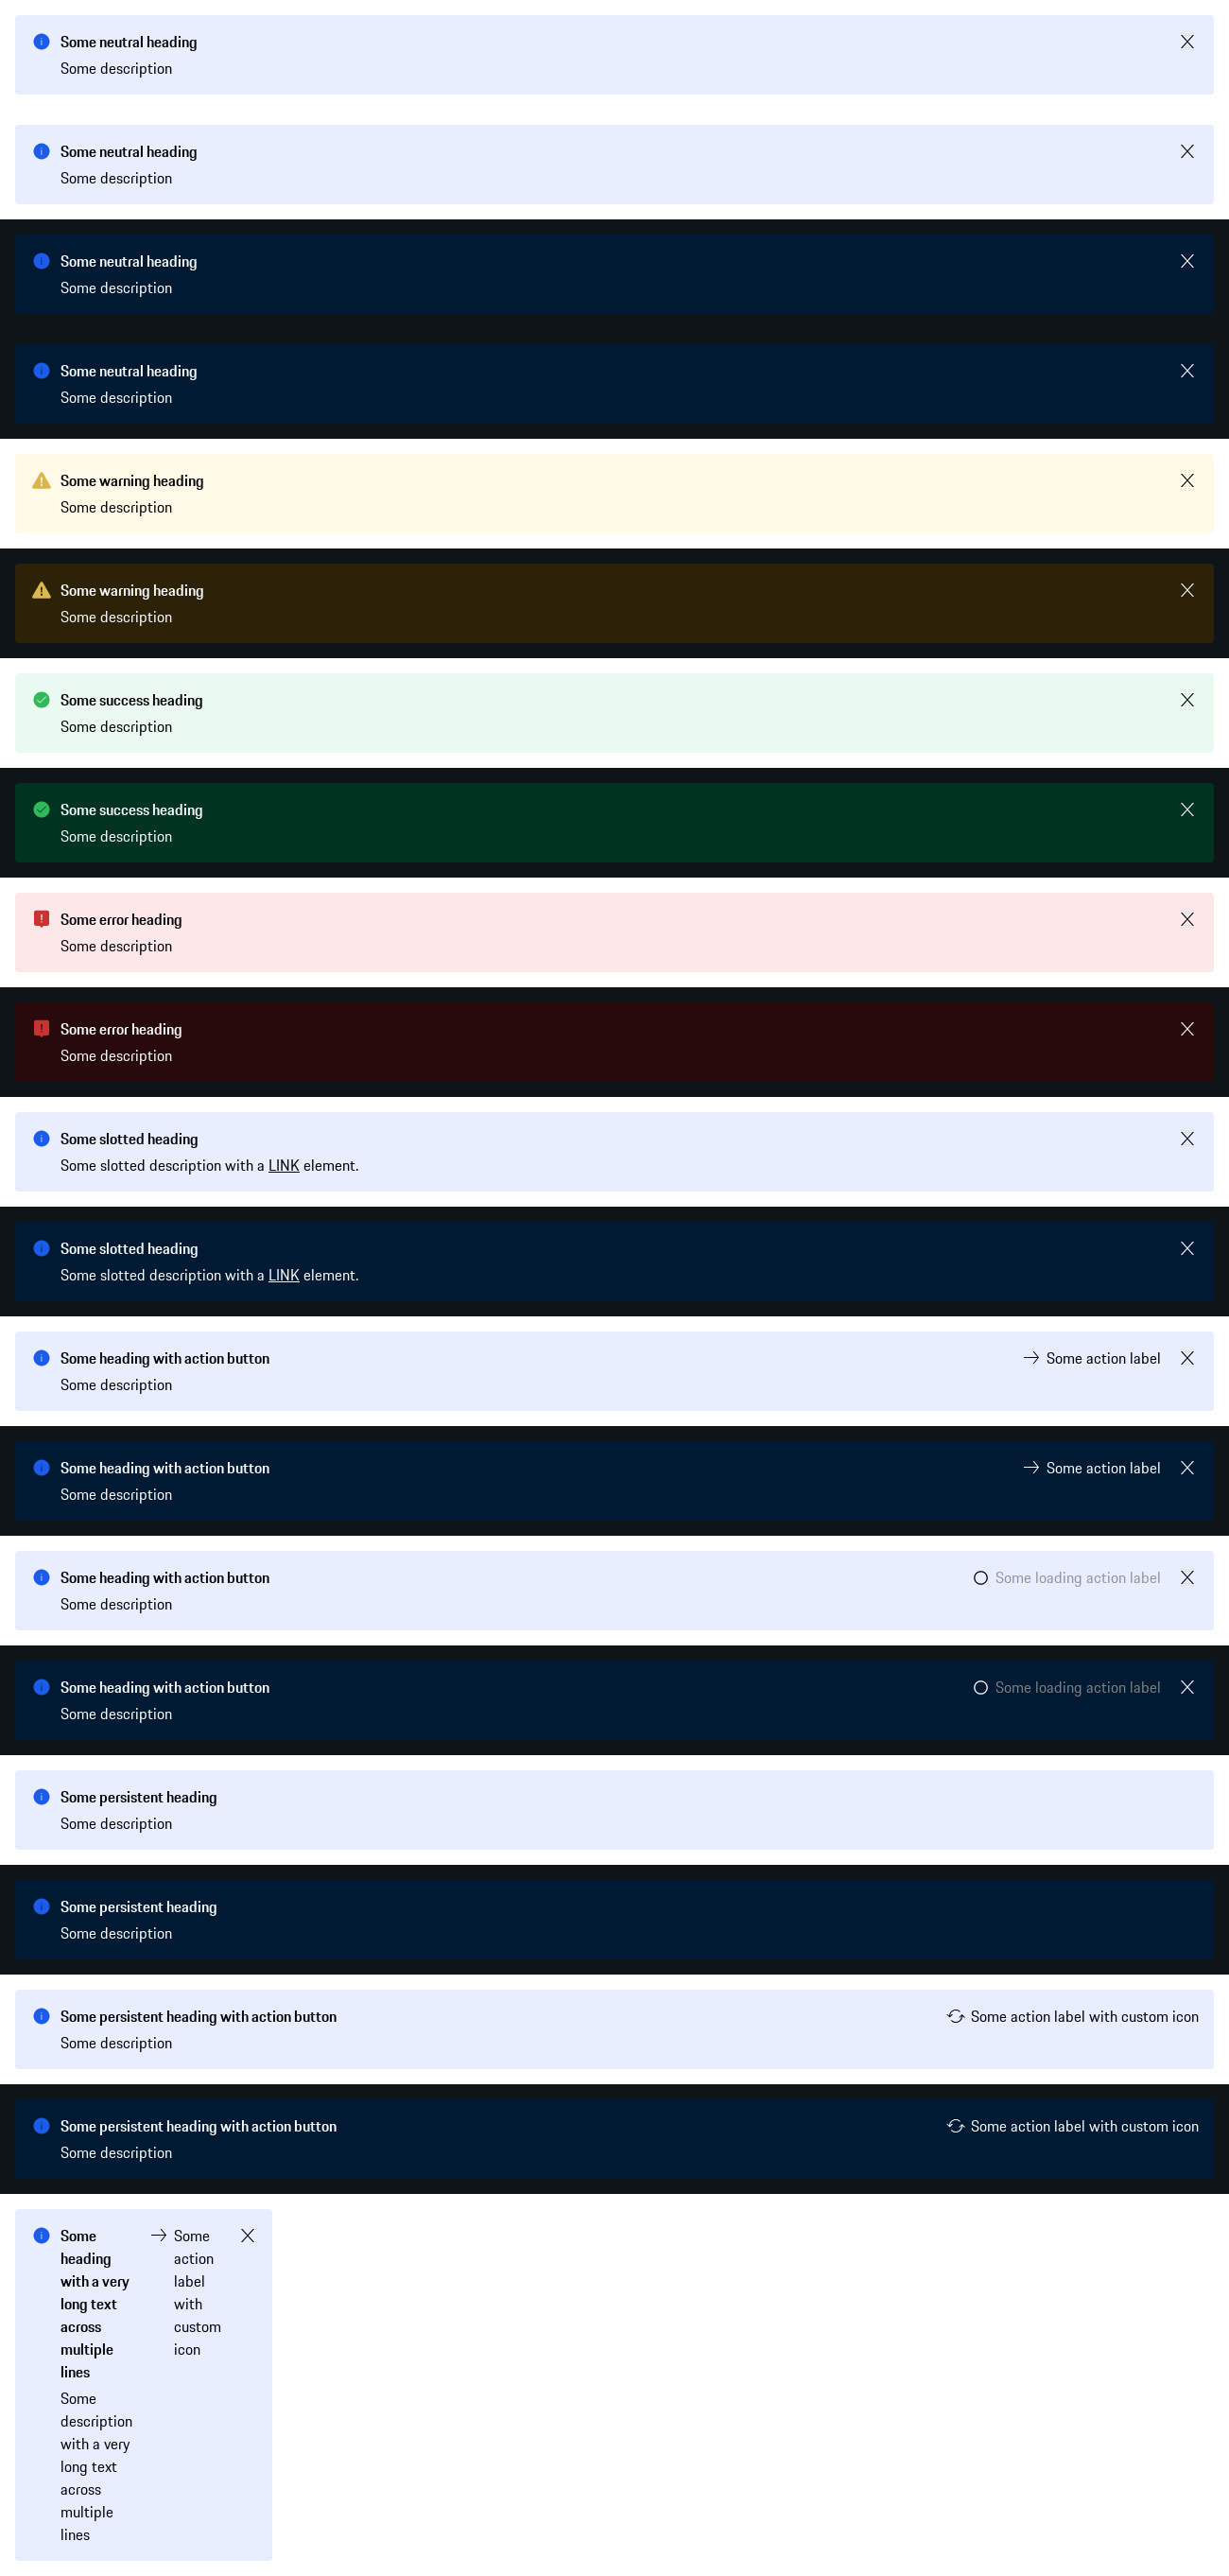 Some neutral heading
Some description
Some neutral heading
Some description
Some neutral heading
Some description
Some neutral heading
Some description
Some warning heading
Some description
Some warning heading
Some description
Some success heading
Some description
Some success heading
Some description
Some error heading
Some description
Some error heading
Some description
Some slotted heading
Some slotted description with a LINK element.
Some slotted heading
Some slotted description with a LINK element.
Some heading with action button
Some action label
Some description
Some heading with action button
Some action label
Some description
Some heading with action button
Some loading action label
Some description
Some heading with action button
Some loading action label
Some description
Some persistent heading
Some description
Some persistent heading
Some description
Some persistent heading with action button
Some action label with custom icon
Some description
Some persistent heading with action button
Some action label with custom icon
Some description
Some
heading
with a very
long text
across
multiple
lines
Some
description
with a very
long text
across
multiple
lines
Some
action
label
with
custom
icon